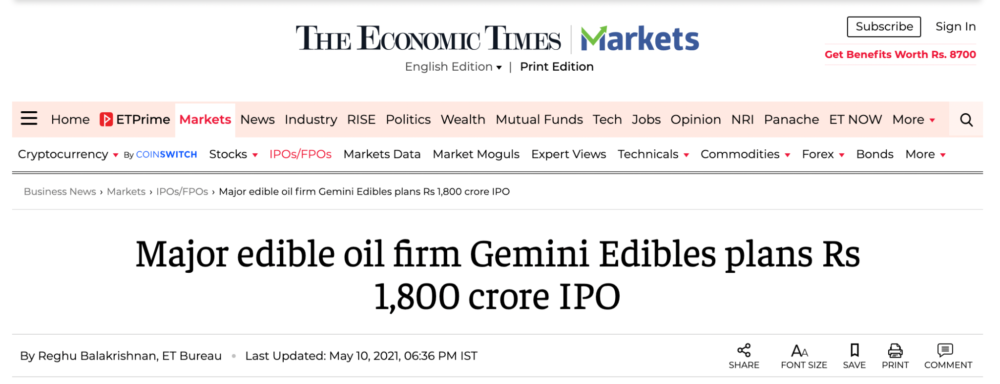 Subscribe Sign In
THE ECONOMIC TIMES | Markets
Get Benefits Worth Rs. 8700
English Edition | Print Edition
Home ETPrime Markets News Industry RISE Politics Wealth Mutual Funds Tech Jobs Opinion NRI Panache ET NOW More
Cryptocurrency By COINSWITCH Stocks IPOs/FPOs Markets Data Market Moguls Expert Views Technicals Commodities Forex Bonds More
Business News › Markets › IPOs/FPOs › Major edible oil firm Gemini Edibles plans Rs 1,800 crore IPO
Major edible oil firm Gemini Edibles plans Rs
1,800 crore IPO
By Reghu Balakrishnan, ET Bureau • Last Updated: May 10, 2021, 06:36 PM IST
SHARE AA FONT SIZE SAVE PRINT COMMENT